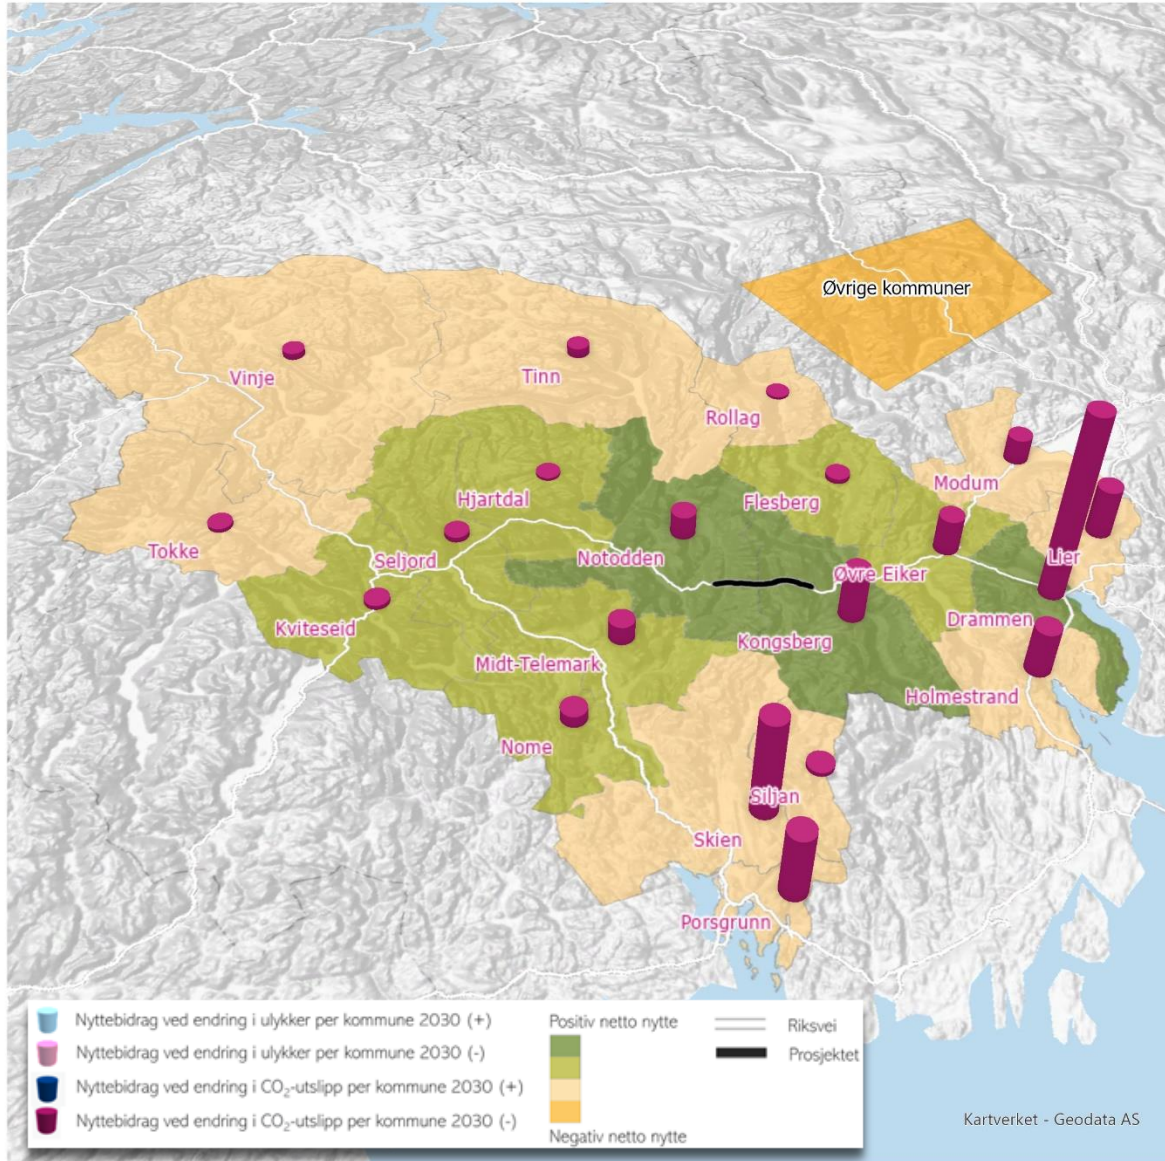 Øvrige kommuner
Vinje
Tinn
Rollag
Modum
Hjartdal
Flesberg
Tokke
Seljord
Notodden
Øvre Eiker
Lier
Kviteseid
Drammen
Kongsberg
Midt-Telemark
Holmestrand
Nome
Siljan
Skien
Porsgrunn
Nyttebidrag ved endring i ulykker per kommune 2030 (+)
Nyttebidrag ved endring i ulykker per kommune 2030 (-)
Nyttebidrag ved endring i CO₂-utslipp per kommune 2030 (+)
Nyttebidrag ved endring i CO₂-utslipp per kommune 2030 (-)
Positiv netto nytte
Negativ netto nytte
Riksvei
Prosjektet
Kartverket - Geodata AS